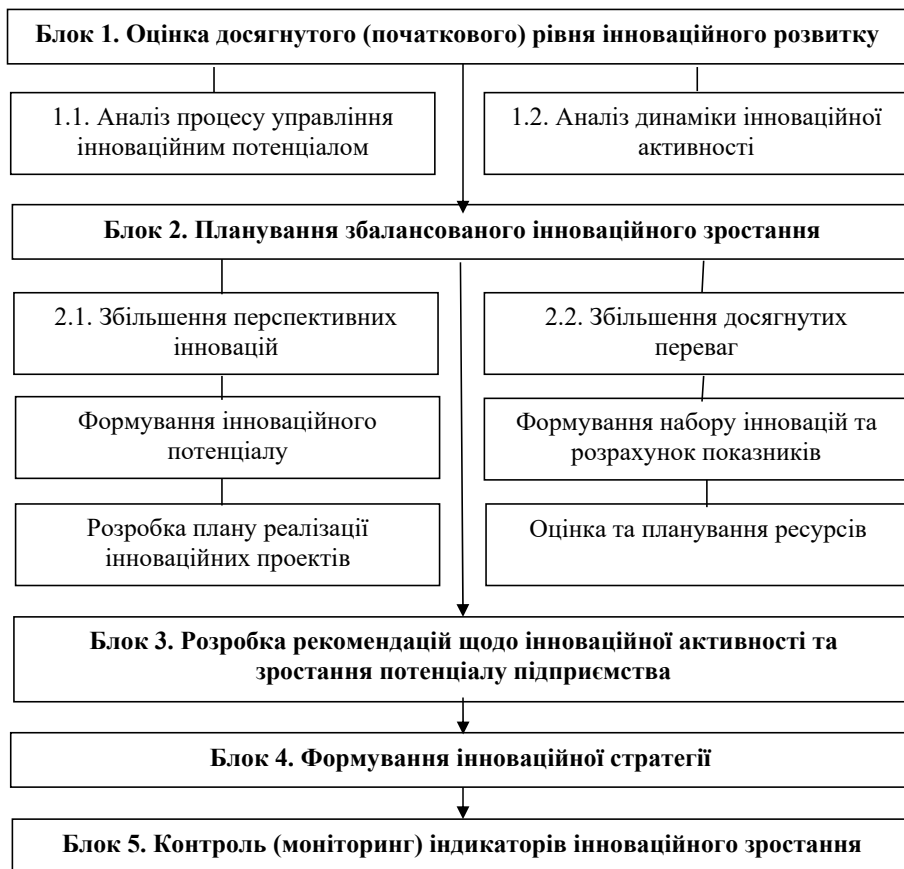 Блок 1. Оцінка досягнутого (початкового) рівня інноваційного розвитку
1.1. Аналіз процесу управління
інноваційним потенціалом
1.2. Аналіз динаміки інноваційної
активності
Блок 2. Планування збалансованого інноваційного зростання
2.1. Збільшення перспективних
інновацій
2.2. Збільшення досягнутих
переваг
Формування інноваційного
потенціалу
Формування набору інновацій та
розрахунок показників
Розробка плану реалізації
інноваційних проектів
Оцінка та планування ресурсів
Блок 3. Розробка рекомендацій щодо інноваційної активності та
зростання потенціалу підприємства
Блок 4. Формування інноваційної стратегії
Блок 5. Контроль (моніторинг) індикаторів інноваційного зростання